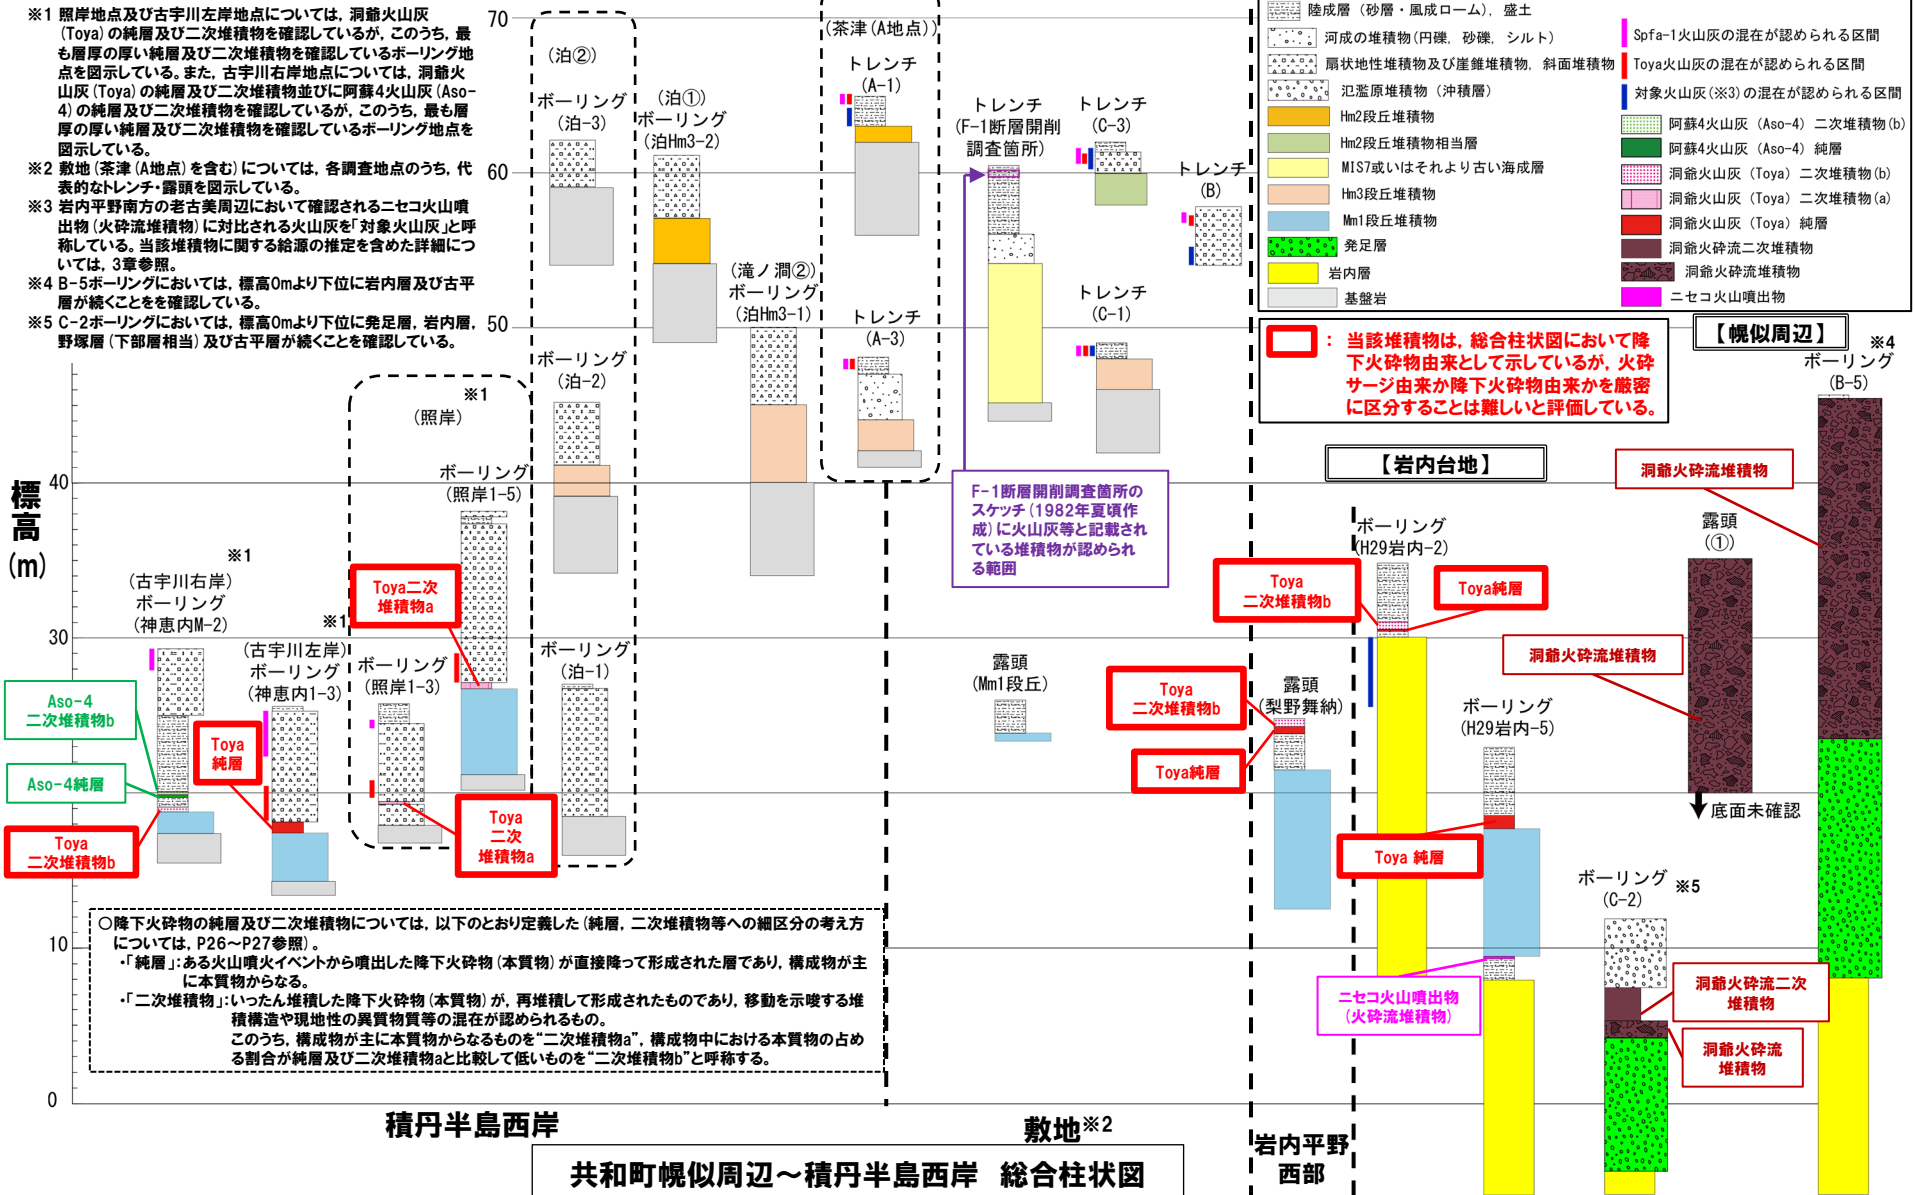 ※1 照岸地点及び古宇川左岸地点については，洞爺火山灰
(Toya)の純層及び二次堆積物を確認しているが，このうち，最
も層厚の厚い純層及び二次堆積物を確認しているボーリング地
点を図示している。また，古宇川右岸地点については，洞爺火
山灰(Toya)の純層及び二次堆積物並びに阿蘇4火山灰(Aso-
4)の純層及び二次堆積物を確認しているが，このうち，最も層
厚の厚い純層及び二次堆積物を確認しているボーリング地点を
図示している。
※2 敷地(茶津(A地点)を含む)については，各調査地点のうち，代
表的なトレンチ・露頭を図示している。
※3 岩内平野南方の老古美周辺において確認されるニセコ火山噴
出物(火砕流堆積物)に対比される火山灰を「対象火山灰」と呼
称している。当該堆積物に関する給源の推定を含めた詳細につ
いては，3章参照。
※4 B-5ボーリングにおいては，標高0mより下位に岩内層及び古平
層が続くことをを確認している。
※5 C-2ボーリングにおいては，標高0mより下位に発足層，岩内層，
野塚層(下部層相当)及び古平層が続くことを確認している。
陸成層(砂層・風成ローム)，盛土
河成の堆積物(円礫，砂礫，シルト)
扇状地性堆積物及び崖錐堆積物，斜面堆積物
氾濫原堆積物(沖積層)
Hm2段丘堆積物
Hm2段丘堆積物相当層
MIS7或いはそれより古い海成層
Hm3段丘堆積物
Mm1段丘堆積物
発足層
岩内層
基盤岩
Spfa-1火山灰の混在が認められる区間
Toya火山灰の混在が認められる区間
対象火山灰(※3)の混在が認められる区間
阿蘇4火山灰(Aso-4)二次堆積物(b)
阿蘇4火山灰(Aso-4)純層
洞爺火山灰(Toya)二次堆積物(b)
洞爺火山灰(Toya)二次堆積物(a)
洞爺火山灰(Toya)純層
洞爺火砕流二次堆積物
洞爺火砕流堆積物
ニセコ火山噴出物
：当該堆積物は，総合柱状図において降
下火砕物由来として示しているが，火砕
サージ由来か降下火砕物由来かを厳密
に区分することは難しいと評価している。
標高
(m)
70
60
50
40
30
10
0
※1
(古宇川右岸)
ボーリング
(神恵内M-2)
Aso-4
二次堆積物b
Aso-4純層
Toya
二次堆積物b
※1
(古宇川左岸)
ボーリング
(神恵内1-3)
Toya
純層
※1
(照岸)
ボーリング
(照岸1-3)
ボーリング
(照岸1-5)
Toya二次
堆積物a
Toya
二次
堆積物a
(泊②)
ボーリング
(泊-3)
ボーリング
(泊-2)
ボーリング
(泊-1)
(泊①)
ボーリング
(泊Hm3-2)
(滝ノ澗②)
ボーリング
(泊Hm3-1)
(茶津(A地点))
トレンチ
(A-1)
トレンチ
(A-3)
トレンチ
(F-1断層開削
調査箇所)
トレンチ
(C-3)
トレンチ
(C-1)
トレンチ
(B)
F-1断層開削調査箇所の
スケッチ(1982年夏頃作
成)に火山灰等と記載され
ている堆積物が認められ
る範囲
露頭
(Mm1段丘)
露頭
(梨野舞納)
Toya
二次堆積物b
Toya純層
【岩内台地】
ボーリング
(H29岩内-2)
Toya
二次堆積物b
Toya純層
ボーリング
(H29岩内-5)
Toya 純層
ニセコ火山噴出物
(火砕流堆積物)
【幌似周辺】
※4
ボーリング
(B-5)
洞爺火砕流堆積物
露頭
(①)
洞爺火砕流堆積物
底面未確認
ボーリング
(C-2)
※5
洞爺火砕流二次
堆積物
洞爺火砕流
堆積物
○降下火砕物の純層及び二次堆積物については，以下のとおり定義した(純層，二次堆積物等への細区分の考え方
については，P26～P27参照)。
・「純層」：ある火山噴火イベントから噴出した降下火砕物(本質物)が直接降って形成された層であり，構成物が主
に本質物からなる。
・「二次堆積物」：いったん堆積した降下火砕物(本質物)が，再堆積して形成されたものであり，移動を示唆する堆
積構造や現地性の異質物質等の混在が認められるもの。
このうち，構成物が主に本質物からなるものを“二次堆積物a”，構成物中における本質物の占め
る割合が純層及び二次堆積物aと比較して低いものを“二次堆積物b”と呼称する。
積丹半島西岸
敷地※2
岩内平野
西部
共和町幌似周辺～積丹半島西岸 総合柱状図